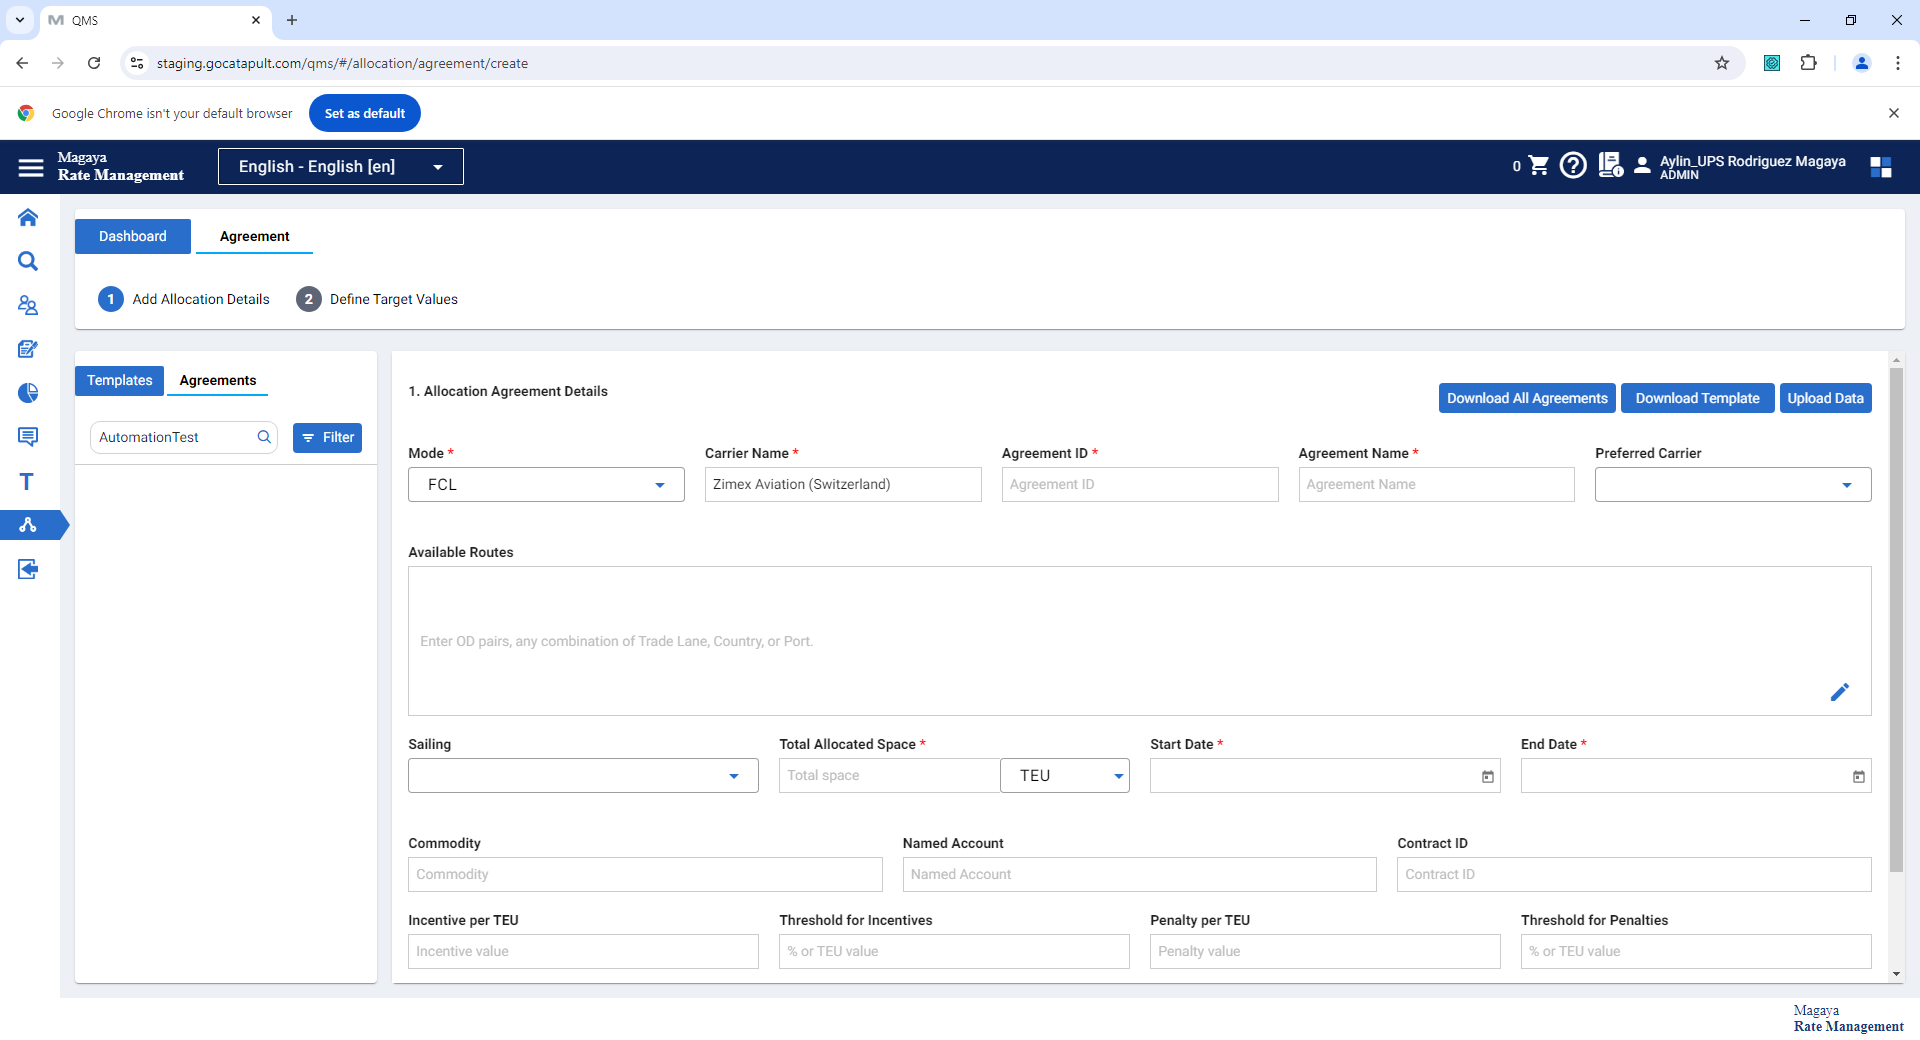 QMS
staging.gocatapult.com/qms/#/allocation/agreement/create
Google Chrome isn't your default browser
Set as default
Magaya
Rate Management
English - English [en]
0
Aylin_UPS Rodriguez Magaya
ADMIN
Dashboard
Agreement
1 Add Allocation Details
2 Define Target Values
Templates
Agreements
AutomationTest
Filter
1. Allocation Agreement Details
Download All Agreements
Download Template
Upload Data
Mode *
Carrier Name *
Agreement ID *
Agreement Name *
Preferred Carrier
FCL
Zimex Aviation (Switzerland)
Agreement ID
Agreement Name
Available Routes
Enter OD pairs, any combination of Trade Lane, Country, or Port.
Sailing
Total Allocated Space *
Start Date *
End Date *
Total space
TEU
Commodity
Named Account
Contract ID
Commodity
Named Account
Contract ID
Incentive per TEU
Threshold for Incentives
Penalty per TEU
Threshold for Penalties
Incentive value
% or TEU value
Penalty value
% or TEU value
Magaya
Rate Management